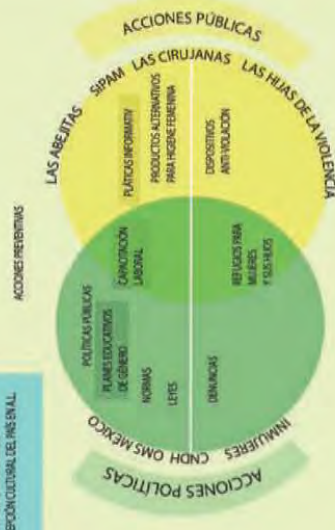 EPCIÓN CULTURAL DEL PAÍS EN A.L.
ACCIONES PREVENTIVAS
ACCIONES POLÍTICAS
CNDH OMS MÉXICO
INMUJERES
POLÍTICAS PÚBLICAS
PLANES EDUCATIVOS
DE GÉNERO
NORMAS
LEYES
DENUNCIAS
CAPACITACIÓN
LABORAL
REFUGIOS PARA
MUJERES
Y SUS HIJOS
PLÁTICAS INFORMATIV
PRODUCTOS ALTERNATIVOS
PARA HIGIENE FEMENINA
DISPOSITIVOS
ANTI-VIOLACIÓN
LAS ABEJITAS SIPAM LAS CIRUJANAS LAS HIJAS DE LA VIOLENCIA
ACCIONES PÚBLICAS